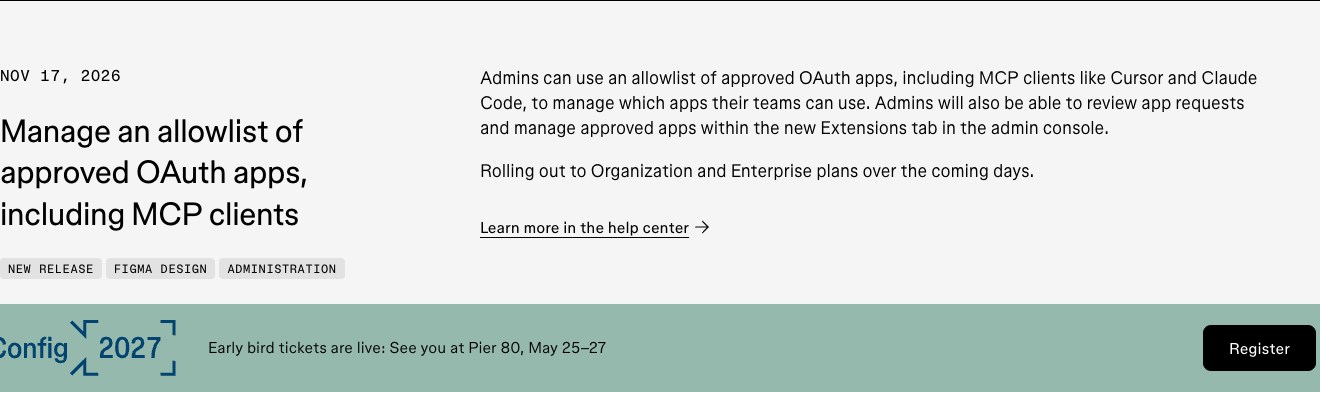 NOV 17, 2026
Manage an allowlist of
approved OAuth apps,
including MCP clients
NEW RELEASE FIGMA DESIGN ADMINISTRATION
Admins can use an allowlist of approved OAuth apps, including MCP clients like Cursor and Claude
Code, to manage which apps their teams can use. Admins will also be able to review app requests
and manage approved apps within the new Extensions tab in the admin console.
Rolling out to Organization and Enterprise plans over the coming days.
Learn more in the help center →
Config 2027
Early bird tickets are live: See you at Pier 80, May 25–27
Register